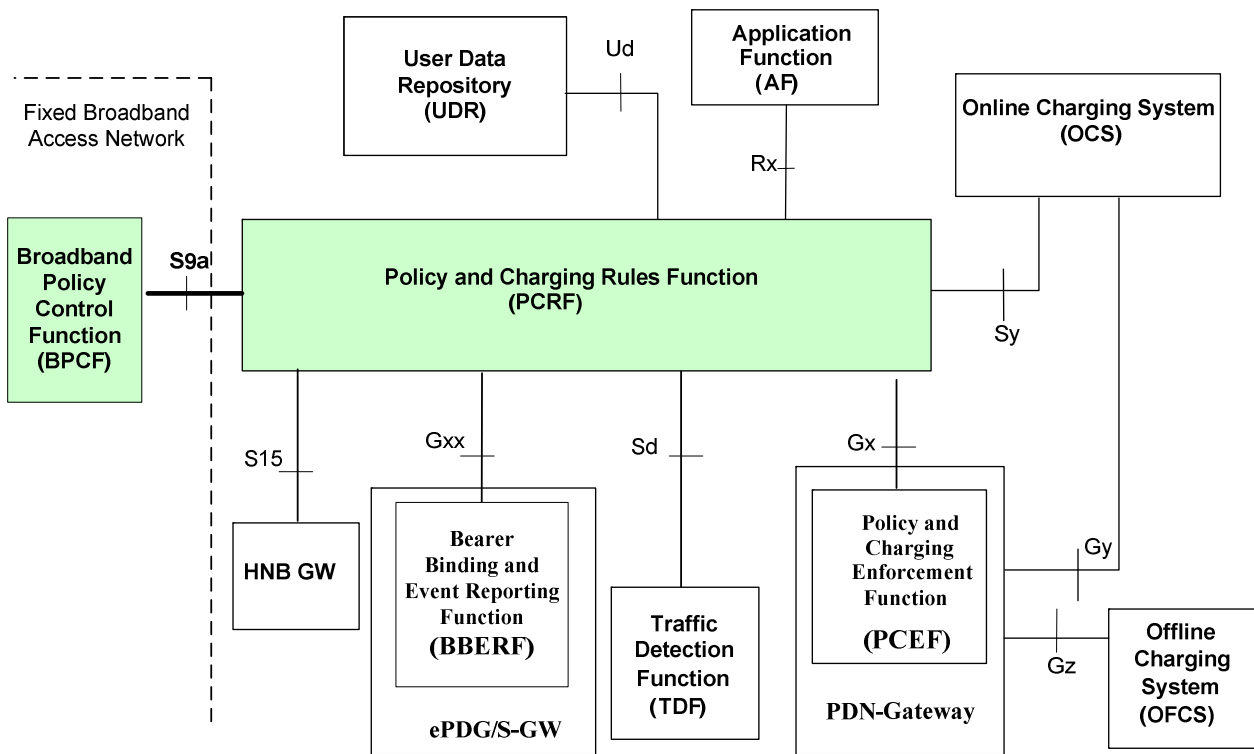 User Data
Repository
(UDR)
Ud
Application
Function
(AF)
Rx
Online Charging System
(OCS)
Fixed Broadband
Access Network
Broadband
Policy
Control
Function
(BPCF)
S9a
Policy and Charging Rules Function
(PCRF)
Sy
S15
Gxx
Sd
Gx
HNB GW
Bearer
Binding and
Event Reporting
Function
(BBERF)
ePDG/S-GW
Traffic
Detection
Function
(TDF)
Policy and
Charging
Enforcement
Function
(PCEF)
PDN-Gateway
Gy
Gz
Offline
Charging
System
(OFCS)